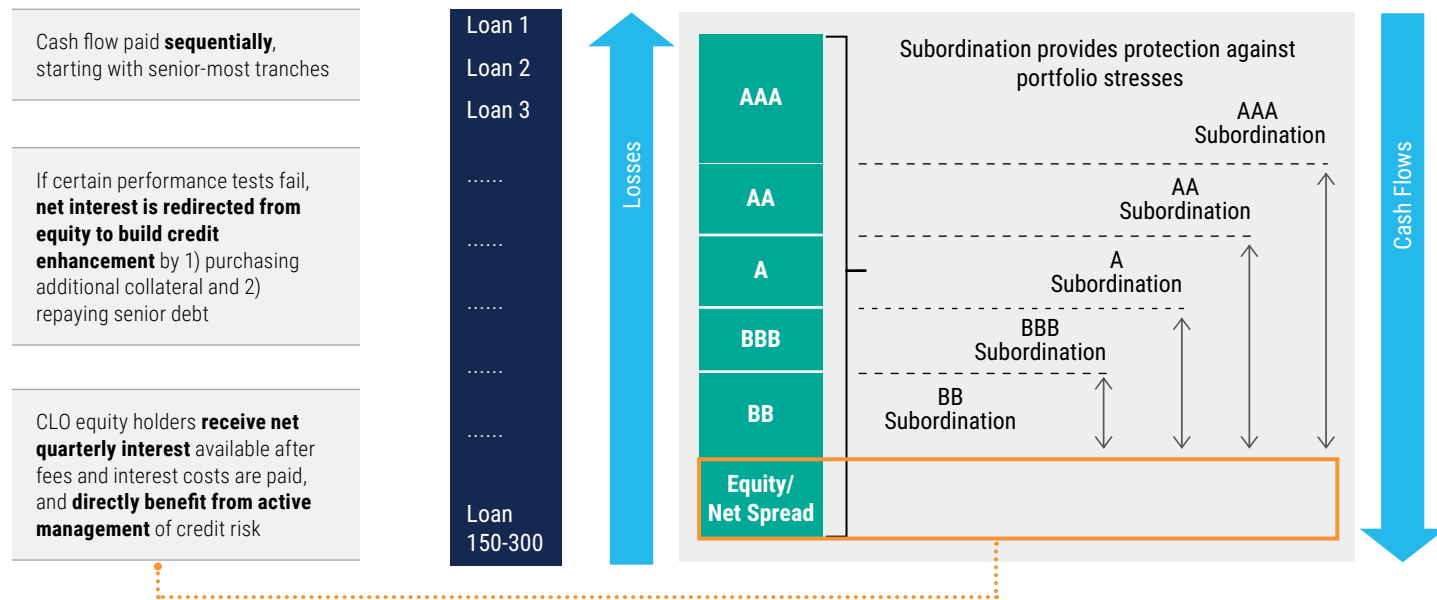 Cash flow paid sequentially,
starting with senior-most tranches
If certain performance tests fail,
net interest is redirected from
equity to build credit
enhancement by 1) purchasing
additional collateral and 2)
repaying senior debt
CLO equity holders receive net
quarterly interest available after
fees and interest costs are paid,
and directly benefit from active
management of credit risk
Loan 1
Loan 2
Loan 3
......
......
......
......
......
Loan
150-300
Losses
AAA
AA
A
BBB
BB
Equity/
Net Spread
Subordination provides protection against
portfolio stresses
AAA
Subordination
AA
Subordination
A
Subordination
BBB
Subordination
BB
Subordination
Cash Flows